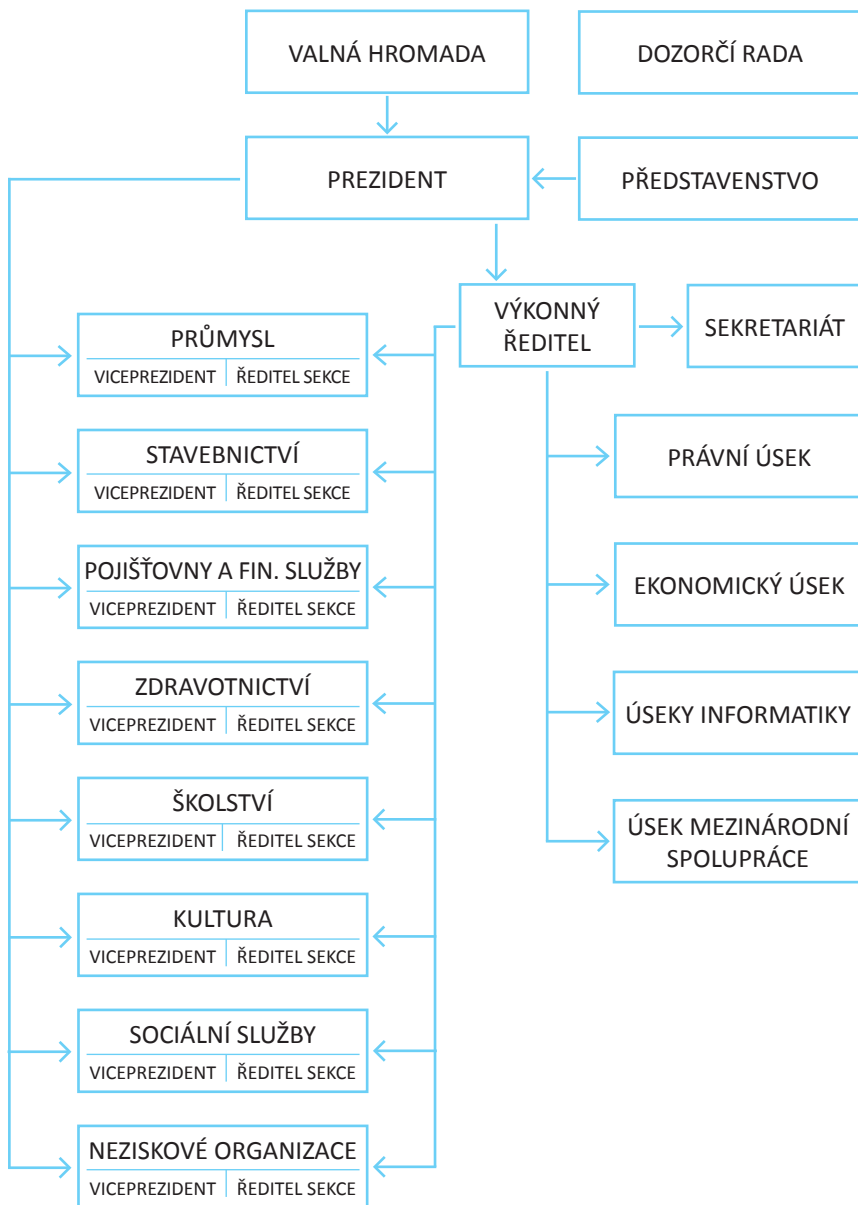 VALNÁ HROMADA
DOZORČÍ RADA
PREZIDENT
PŘEDSTAVENSTVO
VÝKONNÝ
ŘEDITEL
SEKRETARIÁT
PRŮMYSL
VICEPREZIDENT ŘEDITEL SEKCE
STAVEBNICTVÍ
VICEPREZIDENT ŘEDITEL SEKCE
POJIŠŤOVNY A FIN. SLUŽBY
VICEPREZIDENT ŘEDITEL SEKCE
ZDRAVOTNICTVÍ
VICEPREZIDENT ŘEDITEL SEKCE
ŠKOLSTVÍ
VICEPREZIDENT ŘEDITEL SEKCE
KULTURA
VICEPREZIDENT ŘEDITEL SEKCE
SOCIÁLNÍ SLUŽBY
VICEPREZIDENT ŘEDITEL SEKCE
NEZISKOVÉ ORGANIZACE
VICEPREZIDENT ŘEDITEL SEKCE
PRÁVNÍ ÚSEK
EKONOMICKÝ ÚSEK
ÚSEKY INFORMATIKY
ÚSEK MEZINÁRODNÍ
SPOLUPRÁCE